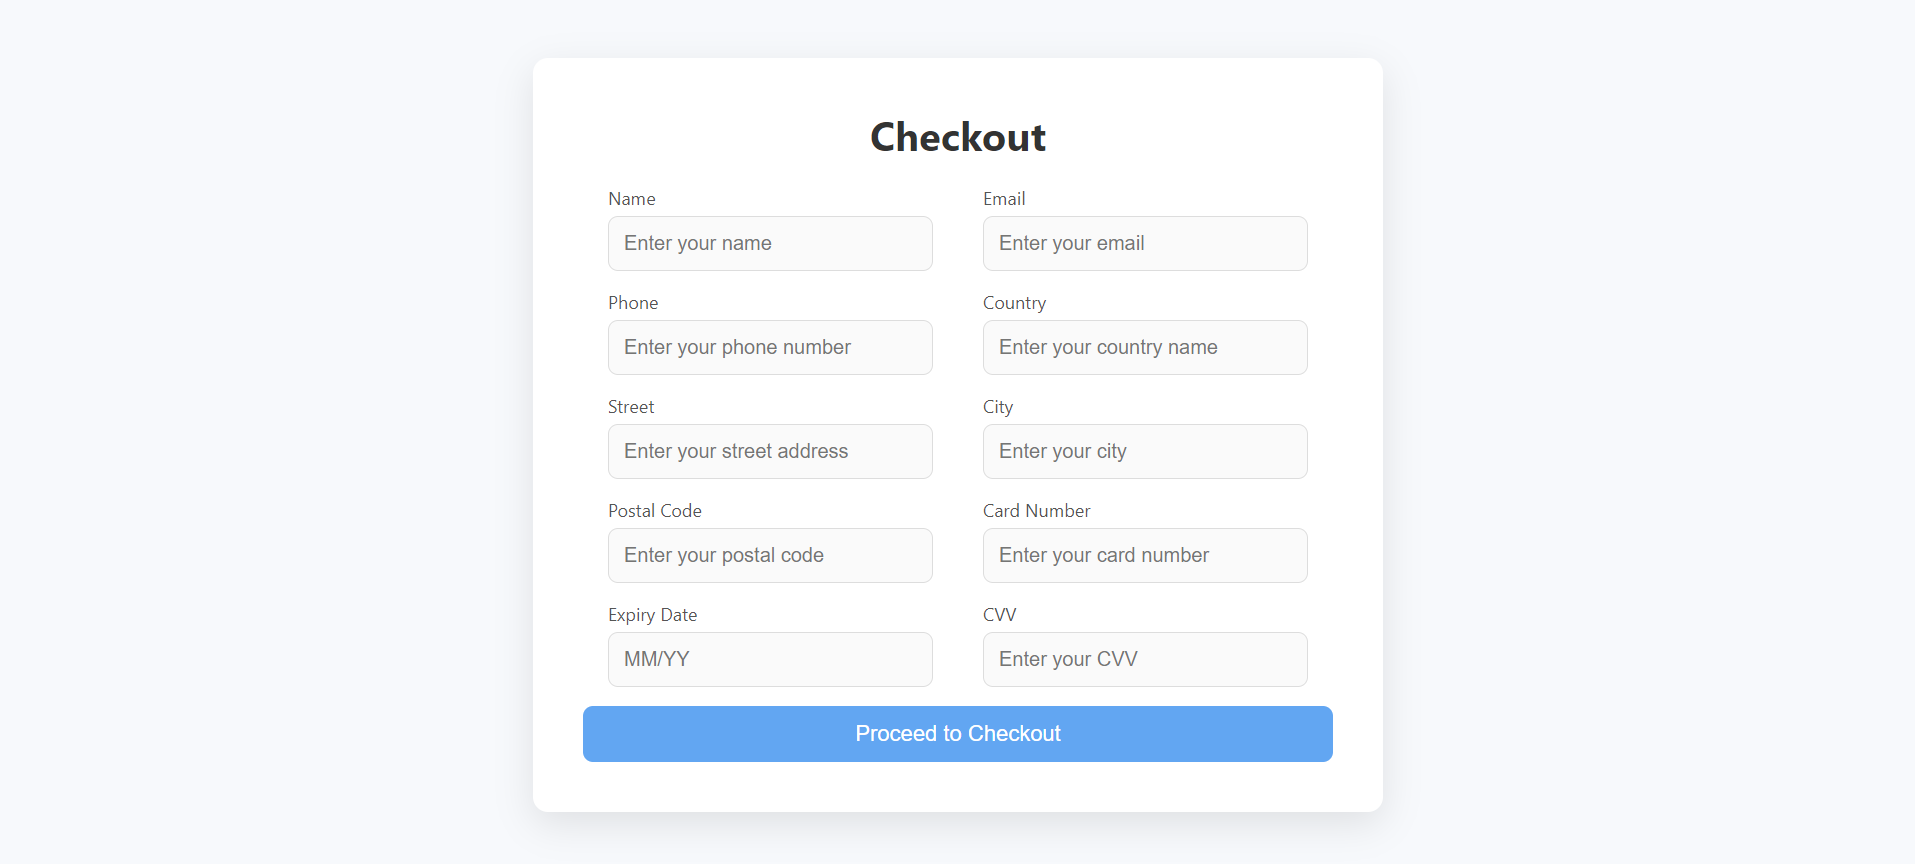 Checkout
Name
Email
Enter your name
Enter your email
Phone
Country
Enter your phone number
Enter your country name
Street
City
Enter your street address
Enter your city
Postal Code
Card Number
Enter your postal code
Enter your card number
Expiry Date
CVV
MM/YY
Enter your CVV
Proceed to Checkout